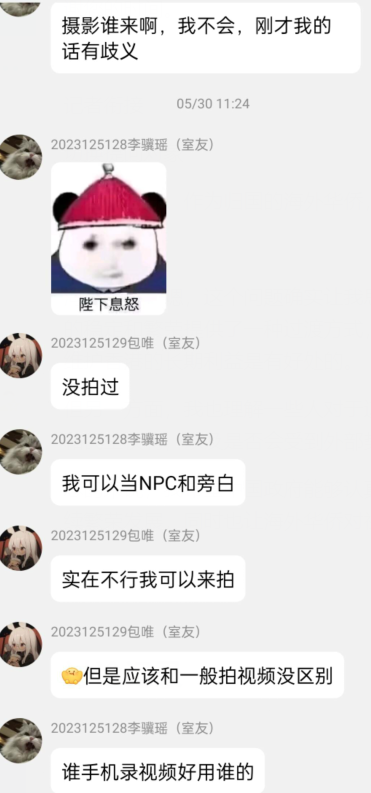 摄影谁来啊，我不会，刚才我的
话有歧义
05/30 11:24
2023125128李骥瑶（室友）
陛下息怒
2023125129包唯（室友）
没拍过
2023125128李骥瑶（室友）
我可以当NPC和旁白
2023125129包唯（室友）
实在不行我可以来拍
2023125129包唯（室友）
但是应该和一般拍视频没区别
2023125128李骥瑶（室友）
谁手机录视频好用谁的